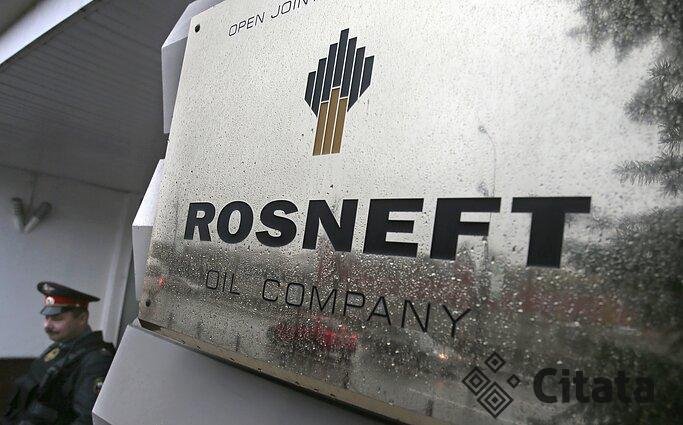 OPEN JOINT
ROSNEFT
OIL COMPANY
Citata